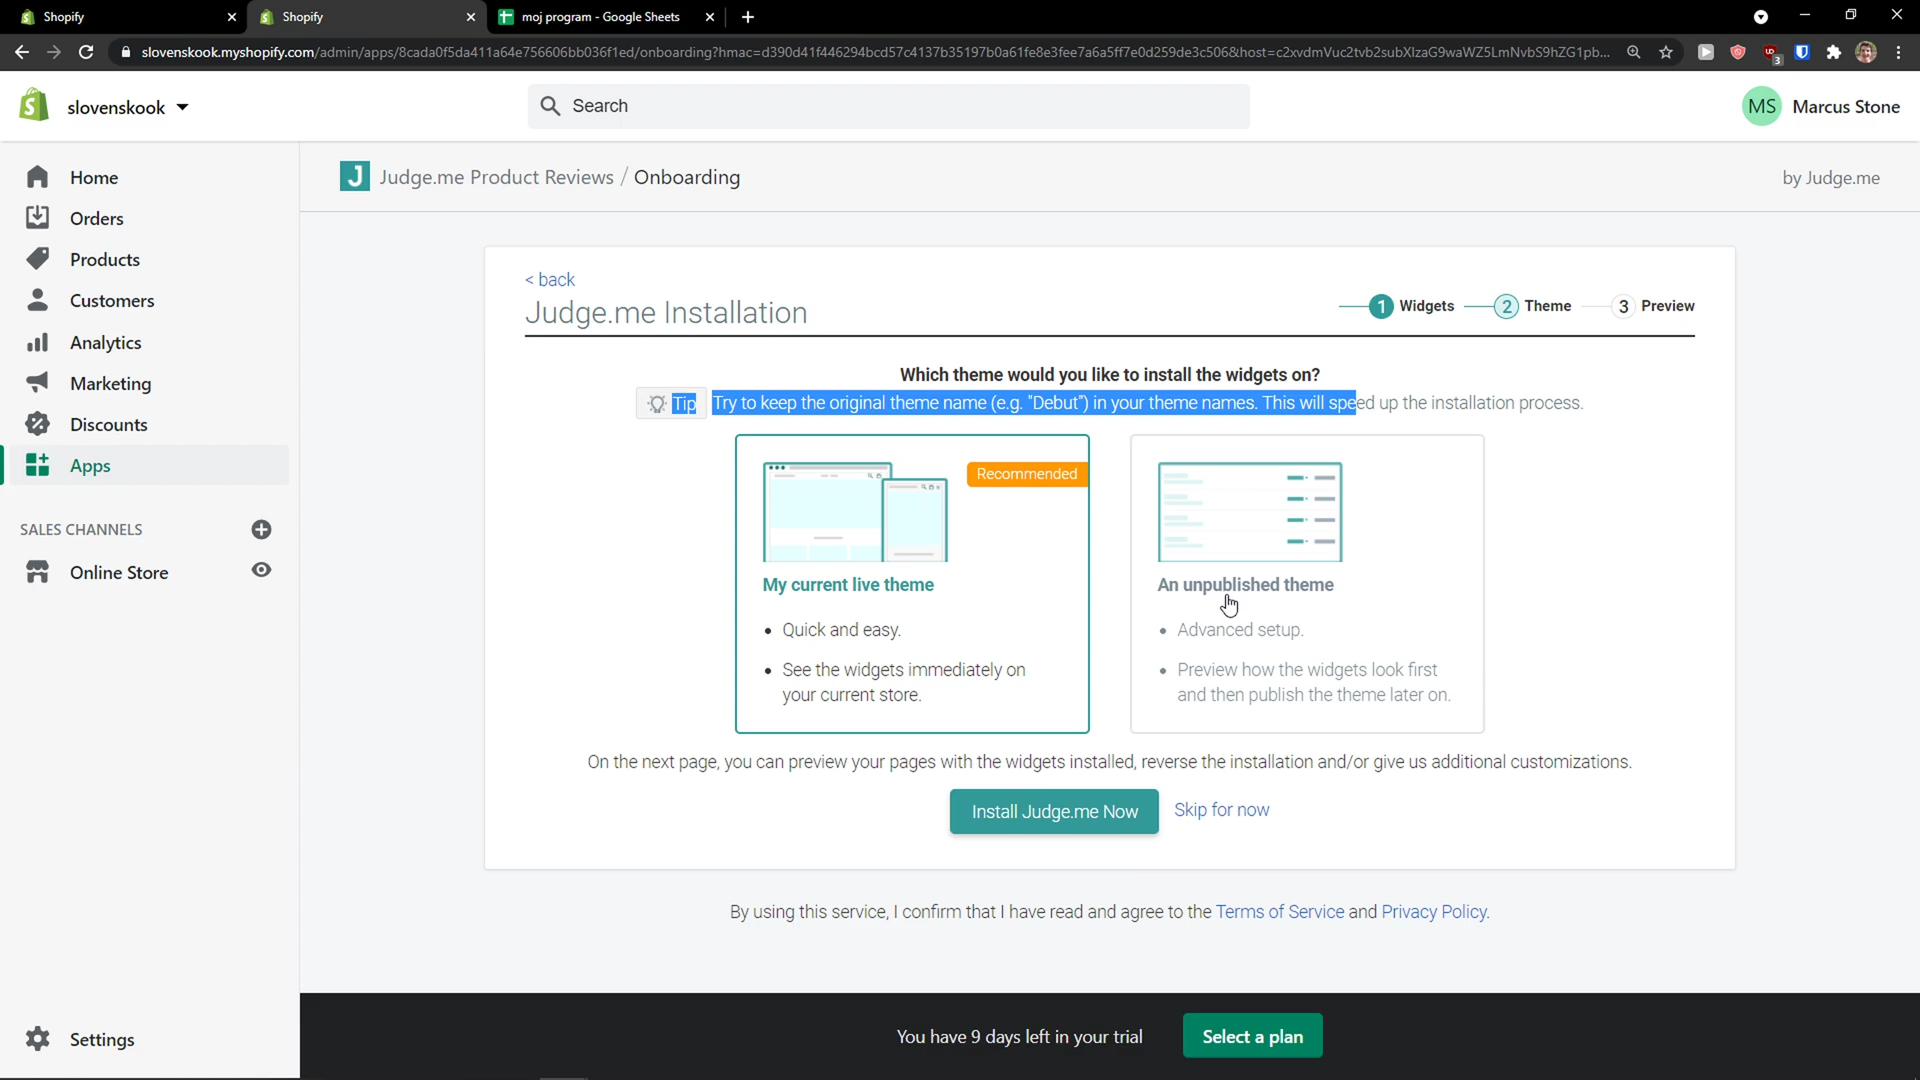 Shopify
Shopify
moj program - Google Sheets
slovenskook.myshopify.com/admin/apps/8cada0f5da411a64e756606bb036f1ed/onboarding?hmac=d390d41f446294bcd57c4137b35197b0a61fe8e3fee7a6a5ff7e0d259de3c506&host=c2xvdmVuc2tvb2subXlzaG9waWZ5LmNvbS9hZG1pb...
3
slovenskook
Search
MS Marcus Stone
Home
Orders
Products
Customers
Analytics
Marketing
Discounts
Apps
SALES CHANNELS
Online Store
Settings
J Judge.me Product Reviews / Onboarding
by Judge.me
< back
Judge.me Installation
1 Widgets 2 Theme 3 Preview
Which theme would you like to install the widgets on?
Tip Try to keep the original theme name (e.g. "Debut") in your theme names. This will speed up the installation process.
Recommended
My current live theme
• Quick and easy.
• See the widgets immediately on
your current store.
An unpublished theme
• Advanced setup.
• Preview how the widgets look first
and then publish the theme later on.
On the next page, you can preview your pages with the widgets installed, reverse the installation and/or give us additional customizations.
Install Judge.me Now Skip for now
By using this service, I confirm that I have read and agree to the Terms of Service and Privacy Policy.
You have 9 days left in your trial Select a plan